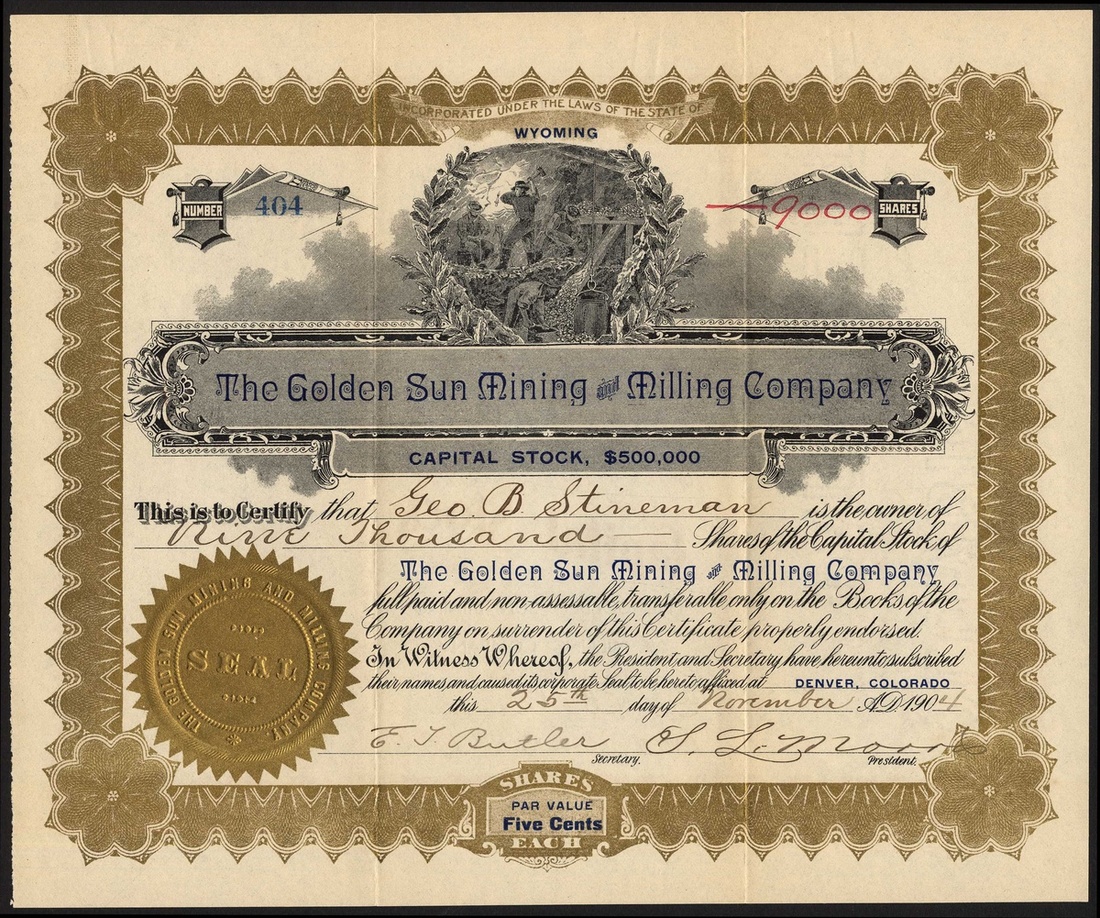 INCORPORATED UNDER THE LAWS OF THE STATE OF
WYOMING
NUMBER 404
9000 SHARES
The Golden Sun Mining and Milling Company
CAPITAL STOCK, $500,000
This is to Certify that Geo. B. Stineman is the owner of
Nine Thousand — Shares of the Capital Stock of
The Golden Sun Mining and Milling Company
full paid and non-assessable, transferable only on the Books of the
Company on surrender of this Certificate properly endorsed.
In Witness Whereof, the President and Secretary have hereunto subscribed
their names and caused its corporate Seal to be hereto affixed at DENVER, COLORADO
this 25th day of November A.D. 1904
E. T. Butler S. L. Moore
Secretary. President.
THE GOLDEN SUN MINING AND MILLING COMPANY
SEAL
SHARES
PAR VALUE
Five Cents
EACH